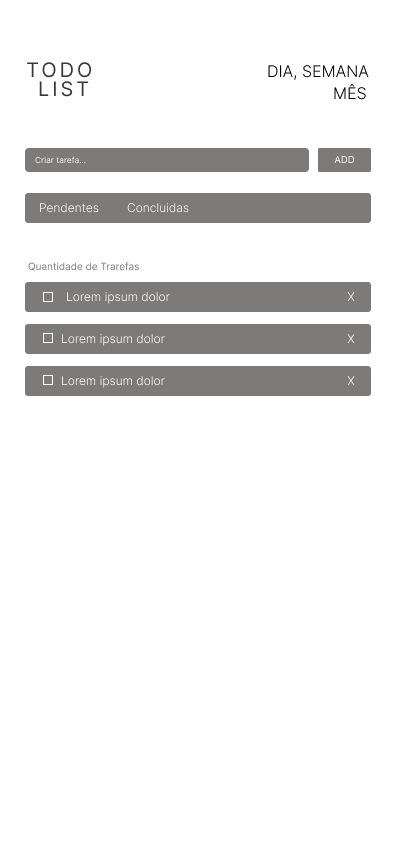 TODO
LIST
DIA, SEMANA
MÊS
Criar tarefa...
ADD
Pendentes Concluidas
Quantidade de Trarefas
Lorem ipsum dolor X
Lorem ipsum dolor X
Lorem ipsum dolor X